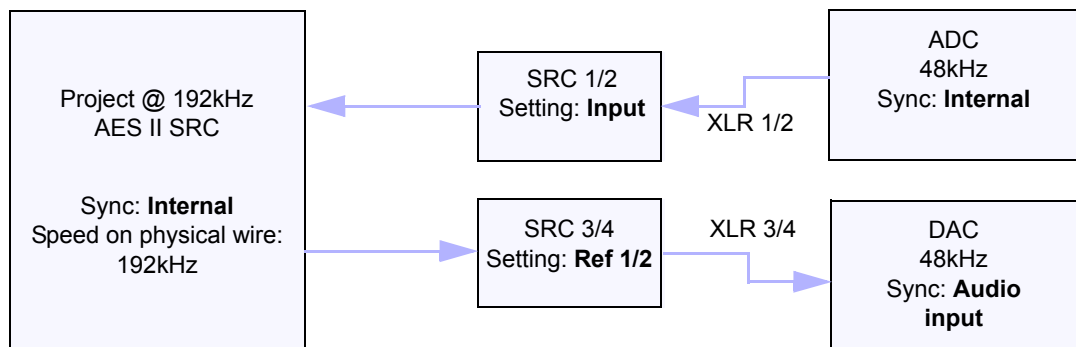 Project @ 192kHz
AES II SRC
Sync: Internal
Speed on physical wire:
192kHz
SRC 1/2
Setting: Input
XLR 1/2
ADC
48kHz
Sync: Internal
SRC 3/4
Setting: Ref 1/2
XLR 3/4
DAC
48kHz
Sync: Audio
input